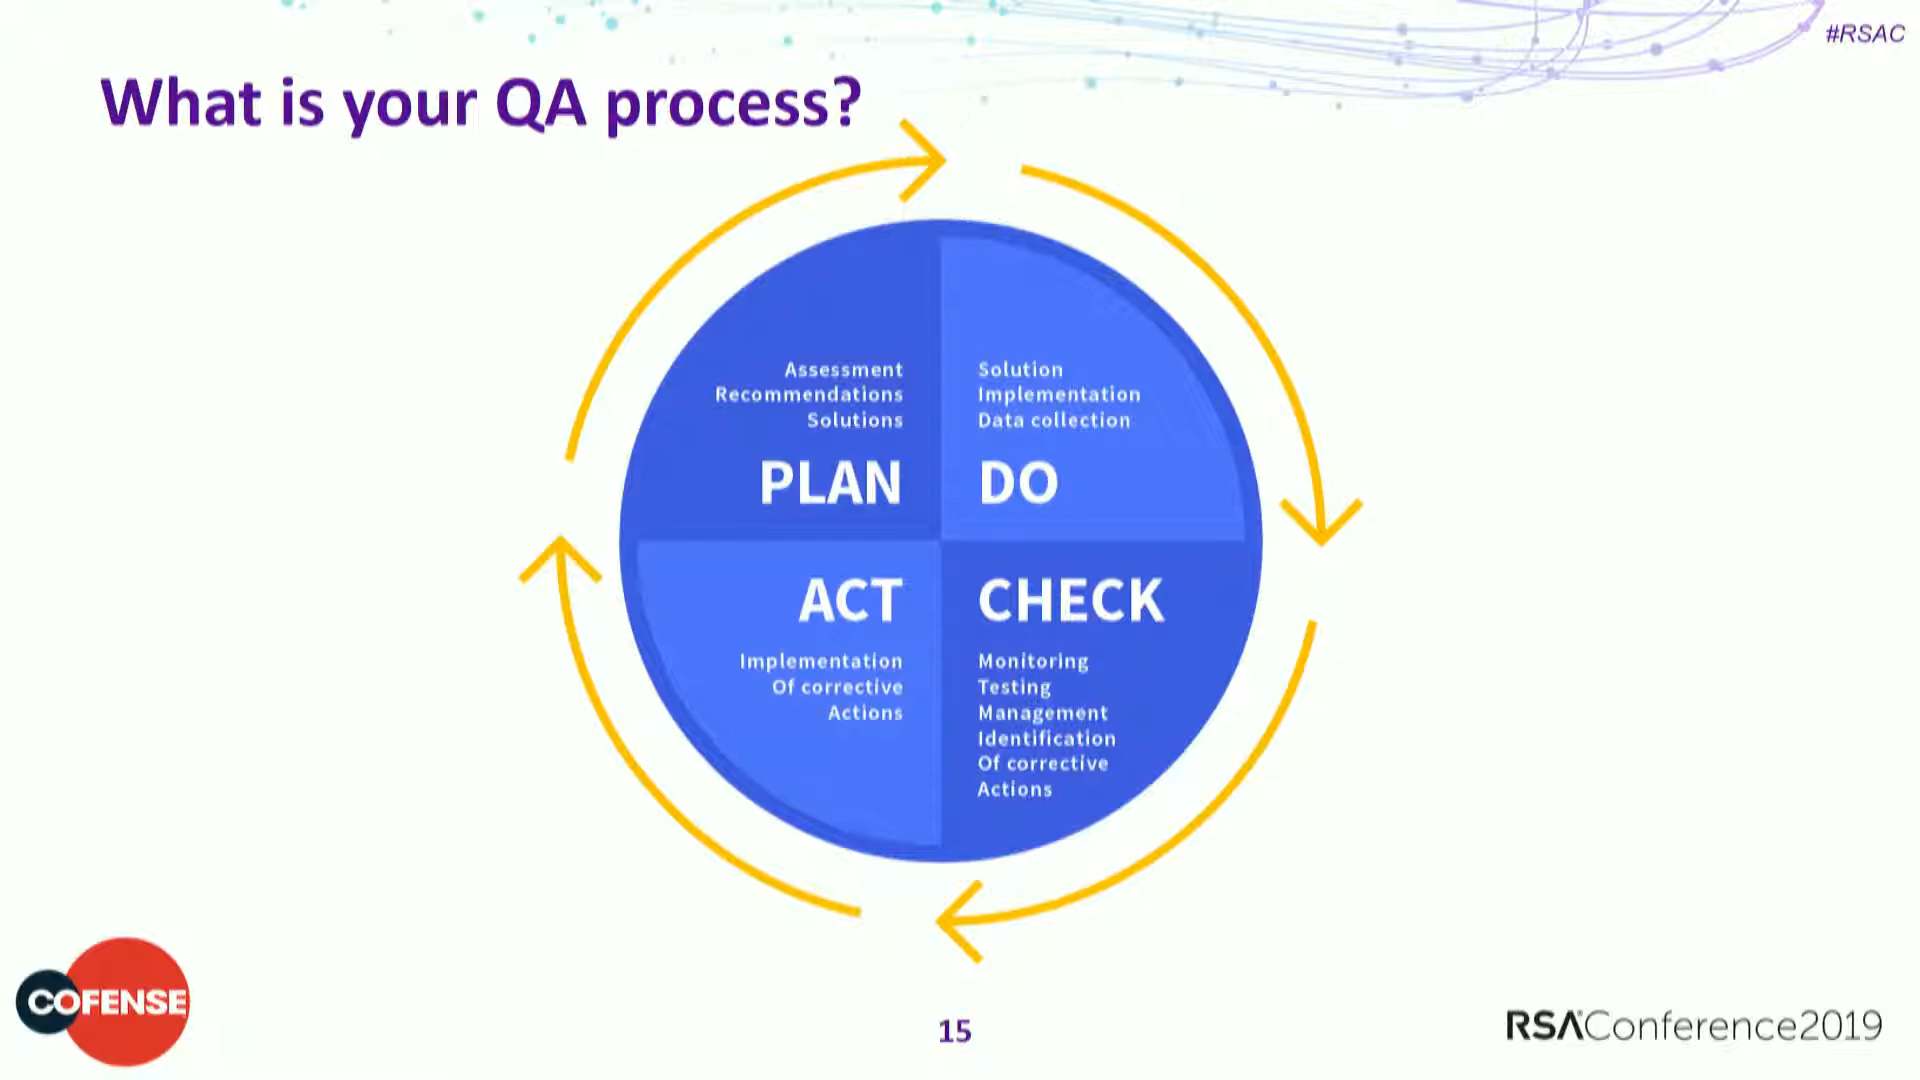 #RSAC
What is your QA process?
Assessment
Recommendations
Solutions
PLAN
Solution
Implementation
Data collection
DO
ACT
Implementation
Of corrective
Actions
CHECK
Monitoring
Testing
Management
Identification
Of corrective
Actions
COFENSE
15
RSAConference2019